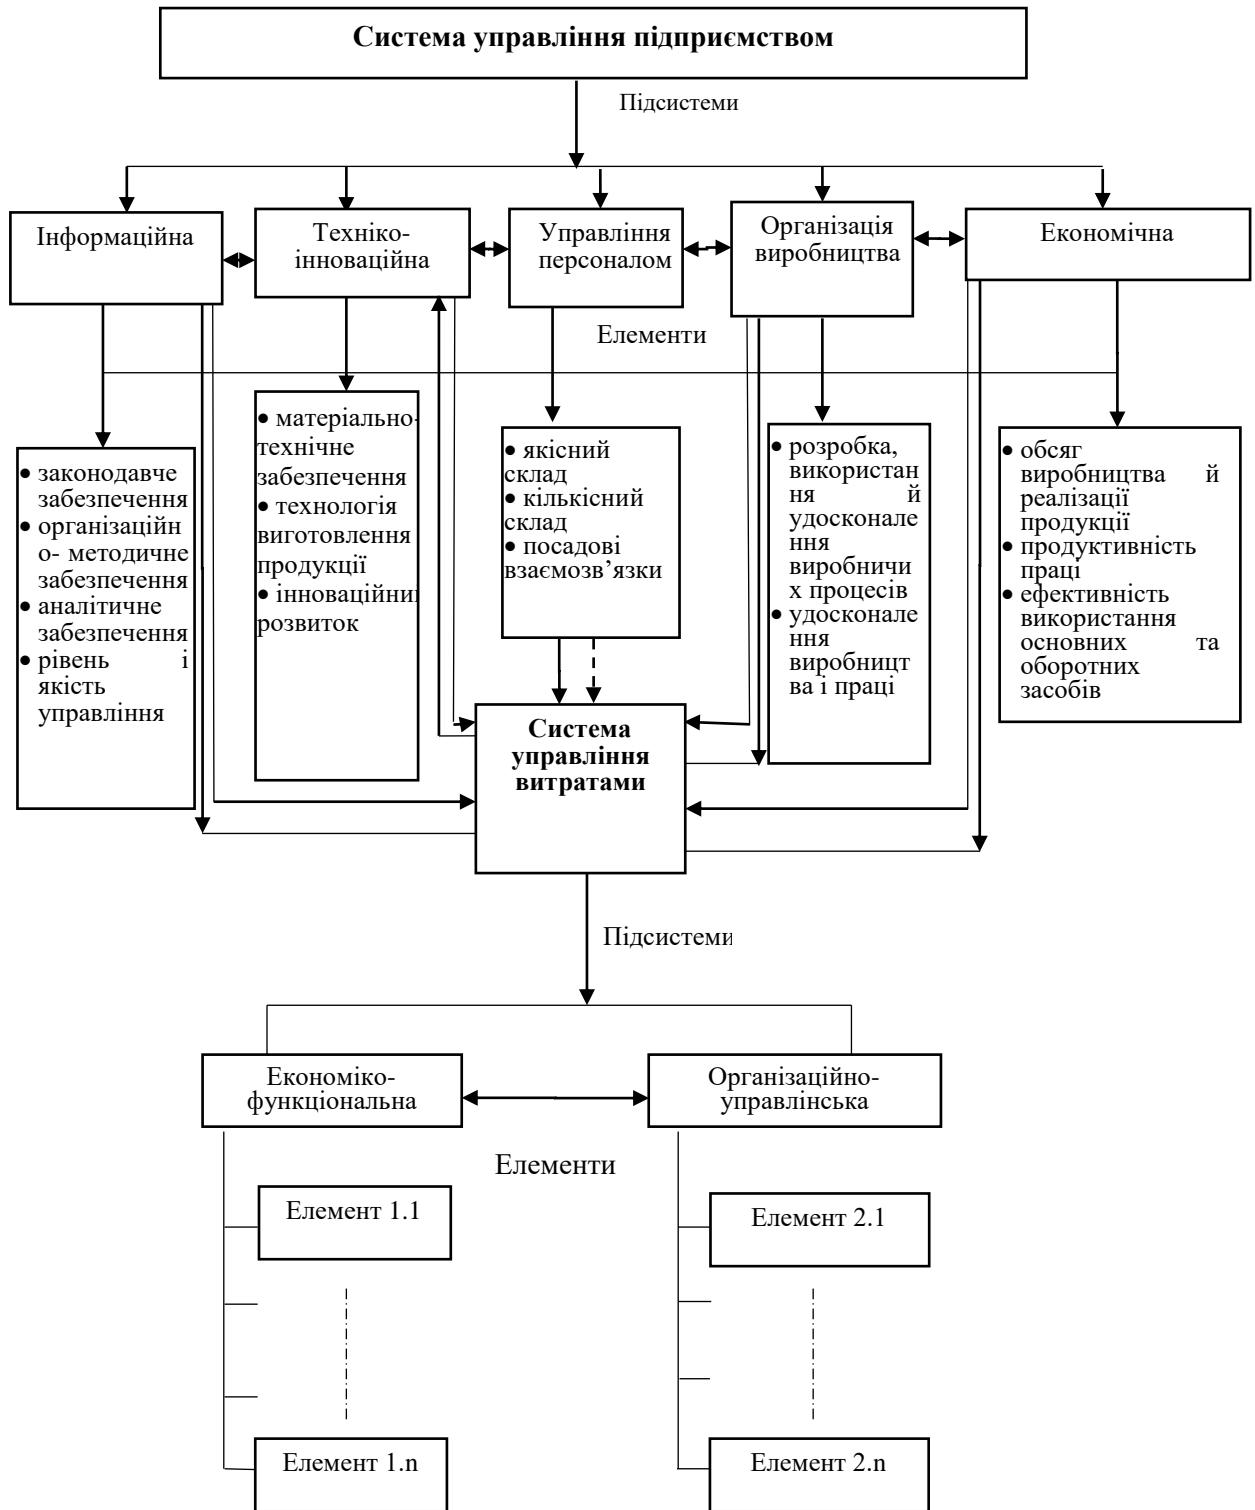 Система управління підприємством
Підсистеми
Інформаційна
Техніко-
інноваційна
Управління
персоналом
Організація
виробництва
Економічна
Елементи
• законодавче
забезпечення
• організаційн
о- методичне
забезпечення
• аналітичне
забезпечення
• рівень і
якість
управління
• матеріально-
технічне
забезпечення
• технологія
виготовлення
продукції
• інноваційни
розвиток
• якісний
склад
• кількісний
склад
• посадові
взаємозв’язки
• розробка,
використан
ня й
удосконале
ння
виробничи
х процесів
• удосконале
ння
виробницт
ва і праці
• обсяг
виробництва й
реалізації
продукції
• продуктивність
праці
• ефективність
використання
основних та
оборотних
засобів
Система
управління
витратами
Підсистеми
Економіко-
функціональна
Організаційно-
управлінська
Елементи
Елемент 1.1
Елемент 2.1
Елемент 1.n
Елемент 2.n